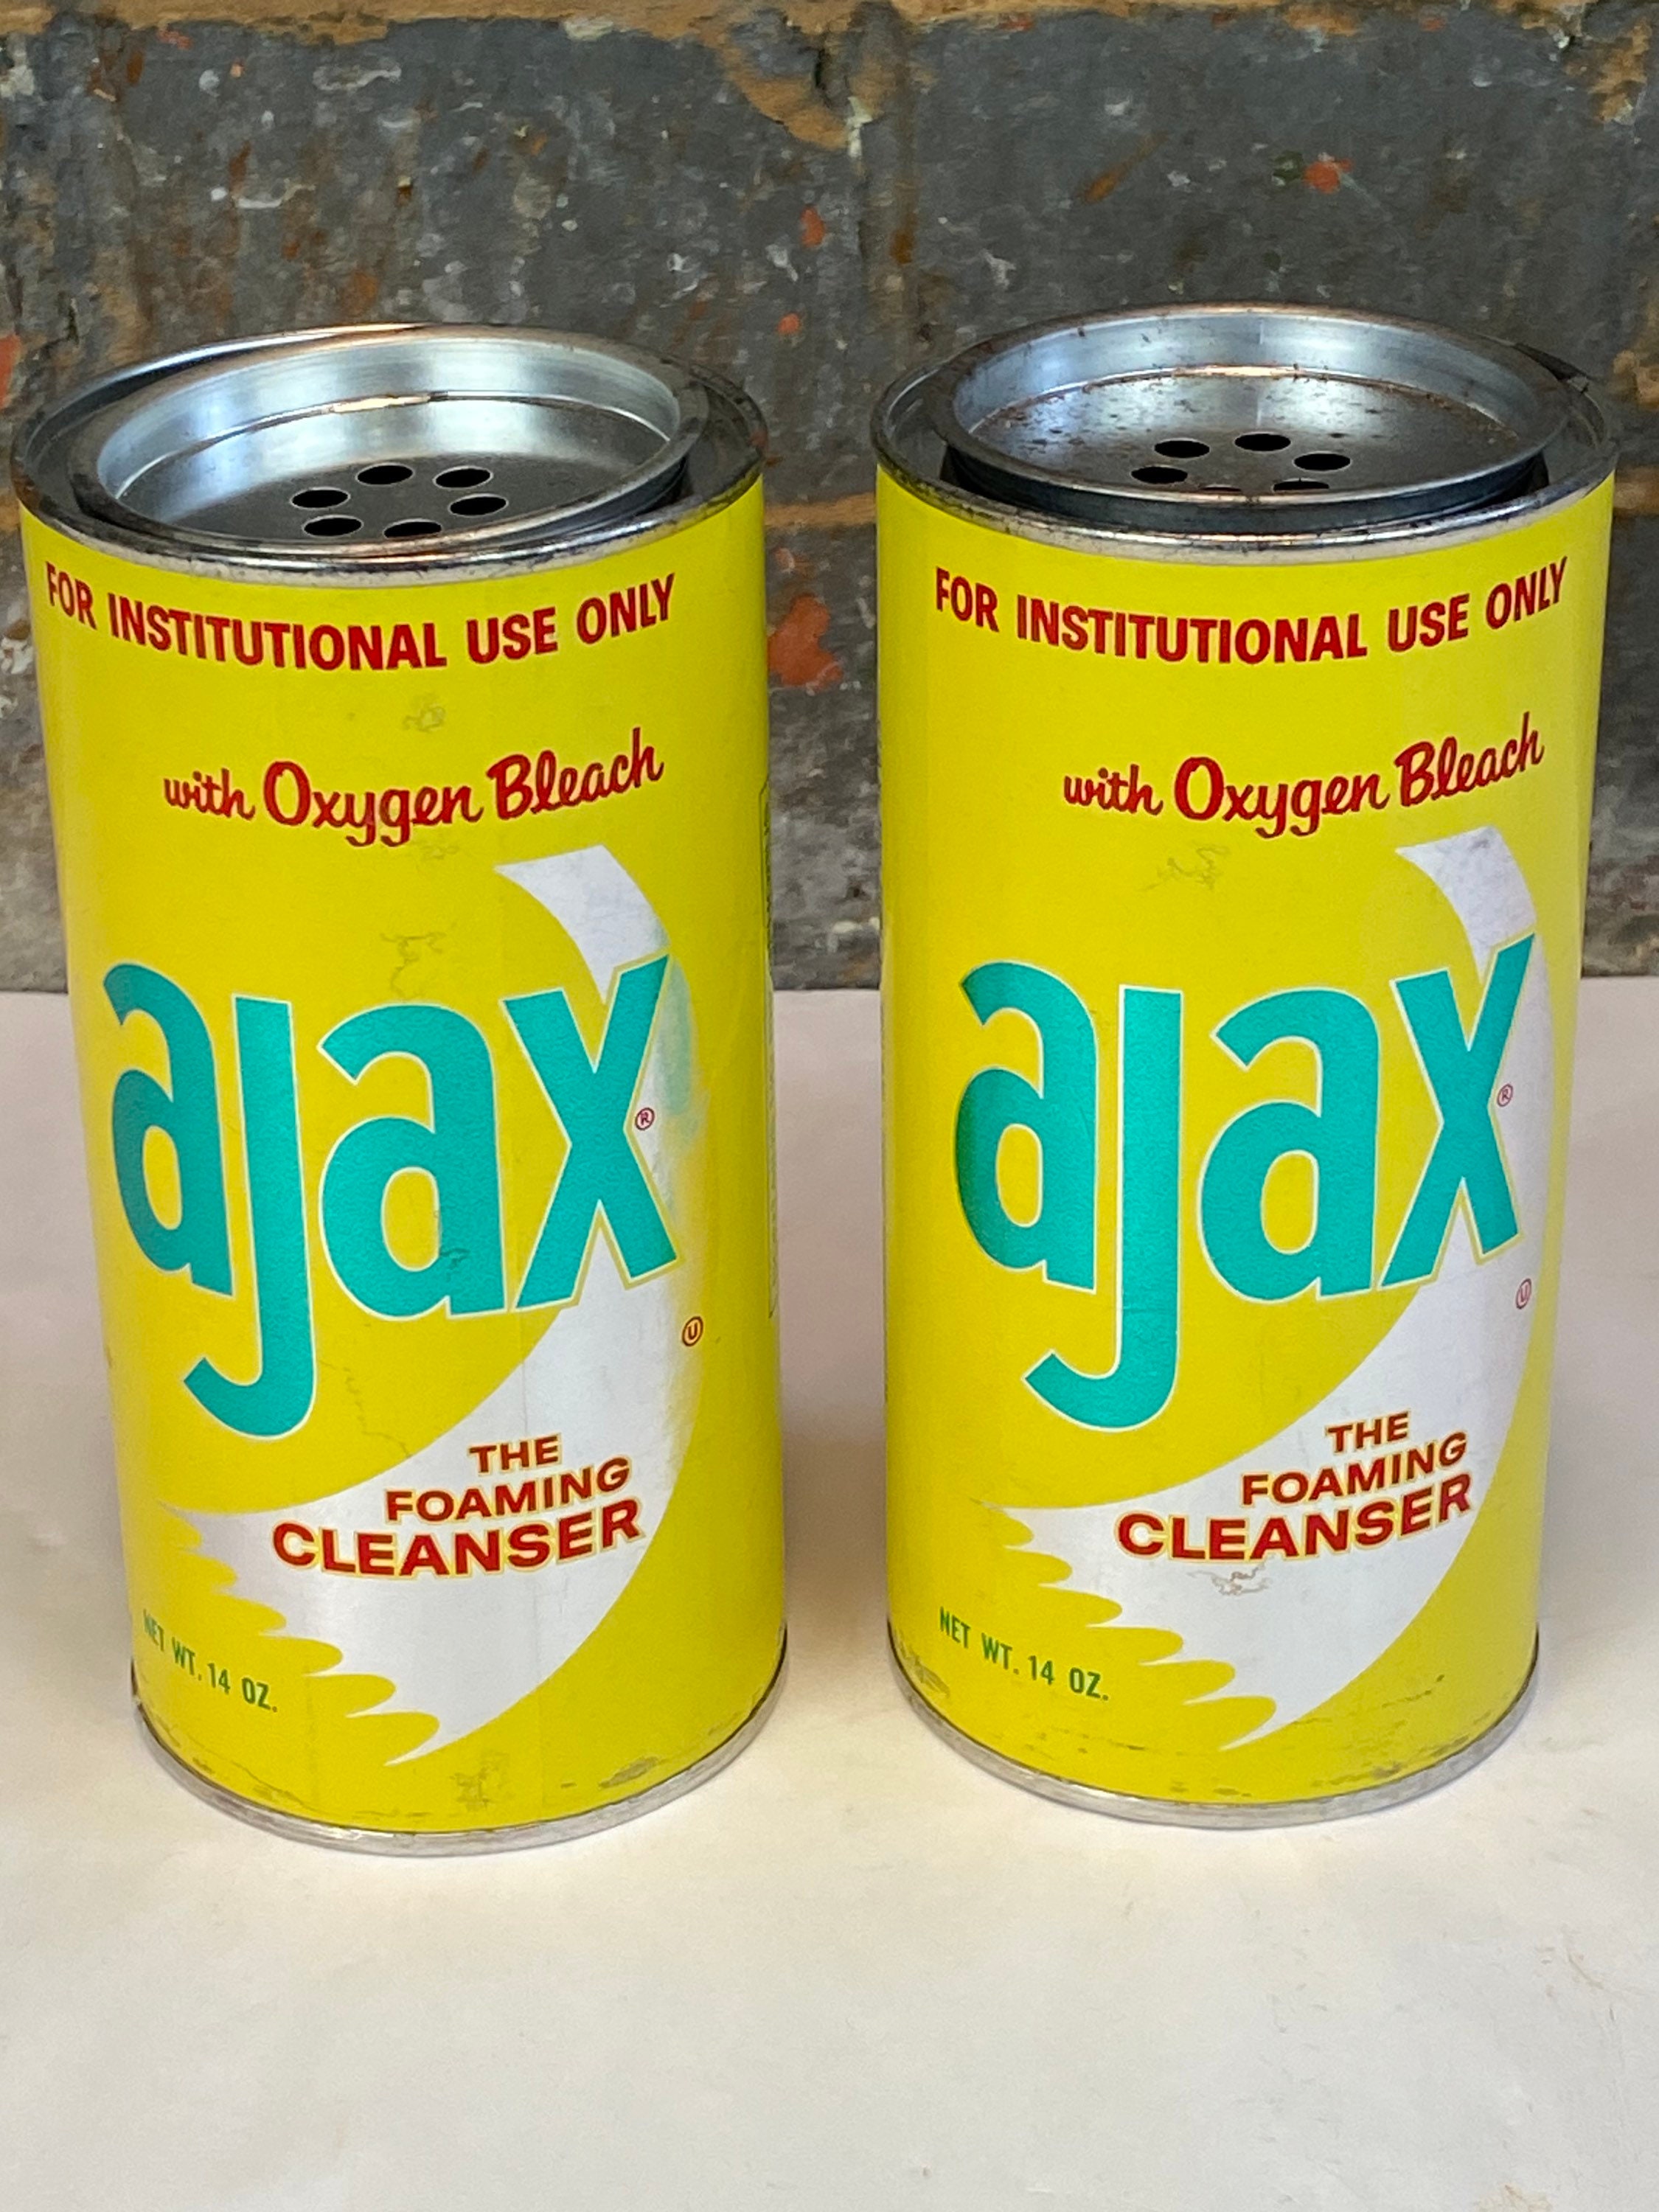 FOR INSTITUTIONAL USE ONLY
with Oxygen Bleach
ajax®
Ⓤ
THE
FOAMING
CLEANSER
NET WT. 14 OZ.
FOR INSTITUTIONAL USE ONLY
with Oxygen Bleach
ajax®
Ⓤ
THE
FOAMING
CLEANSER
NET WT. 14 OZ.